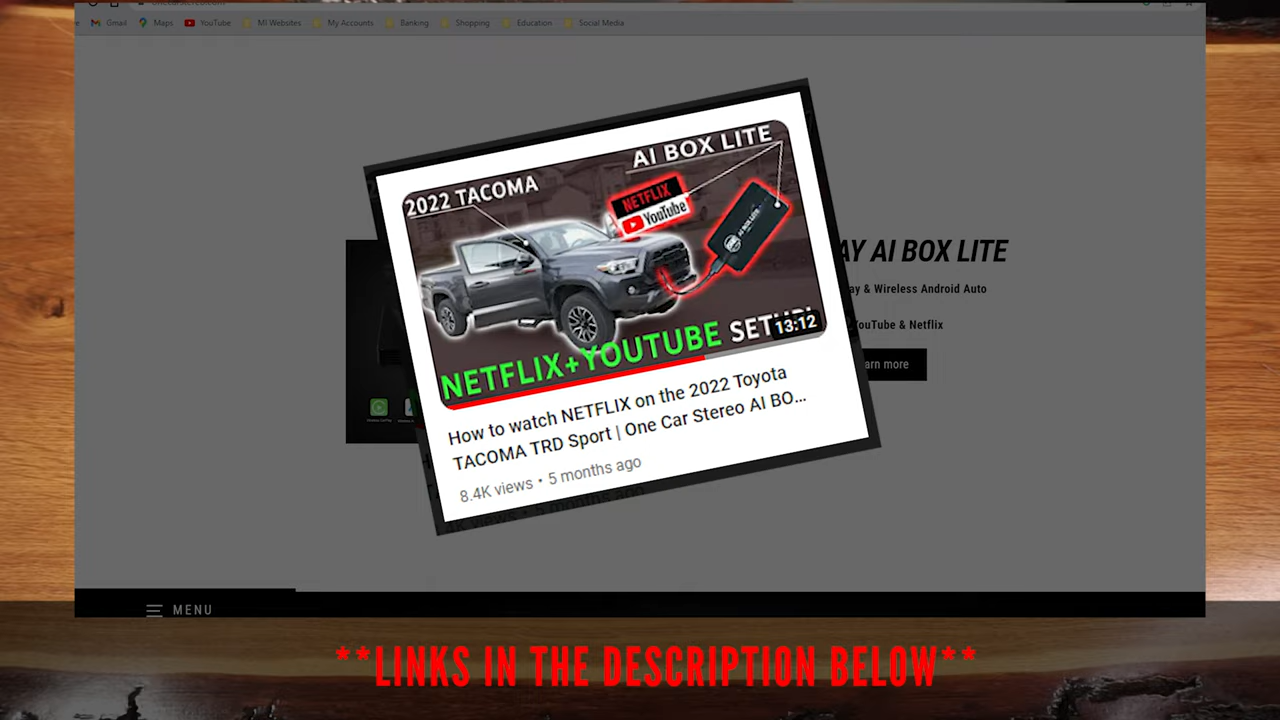 Gmail Maps YouTube MI Websites My Accounts Banking Shopping Education Social Media
2022 TACOMA
AI BOX LITE
NETFLIX
YouTube
AI BOX LITE
NETFLIX+YOUTUBE SETUP!
13:12
How to watch NETFLIX on the 2022 Toyota
TACOMA TRD Sport | One Car Stereo AI BO...
8.4K views • 5 months ago
AY AI BOX LITE
ay & Wireless Android Auto
YouTube & Netflix
arn more
MENU
**LINKS IN THE DESCRIPTION BELOW**